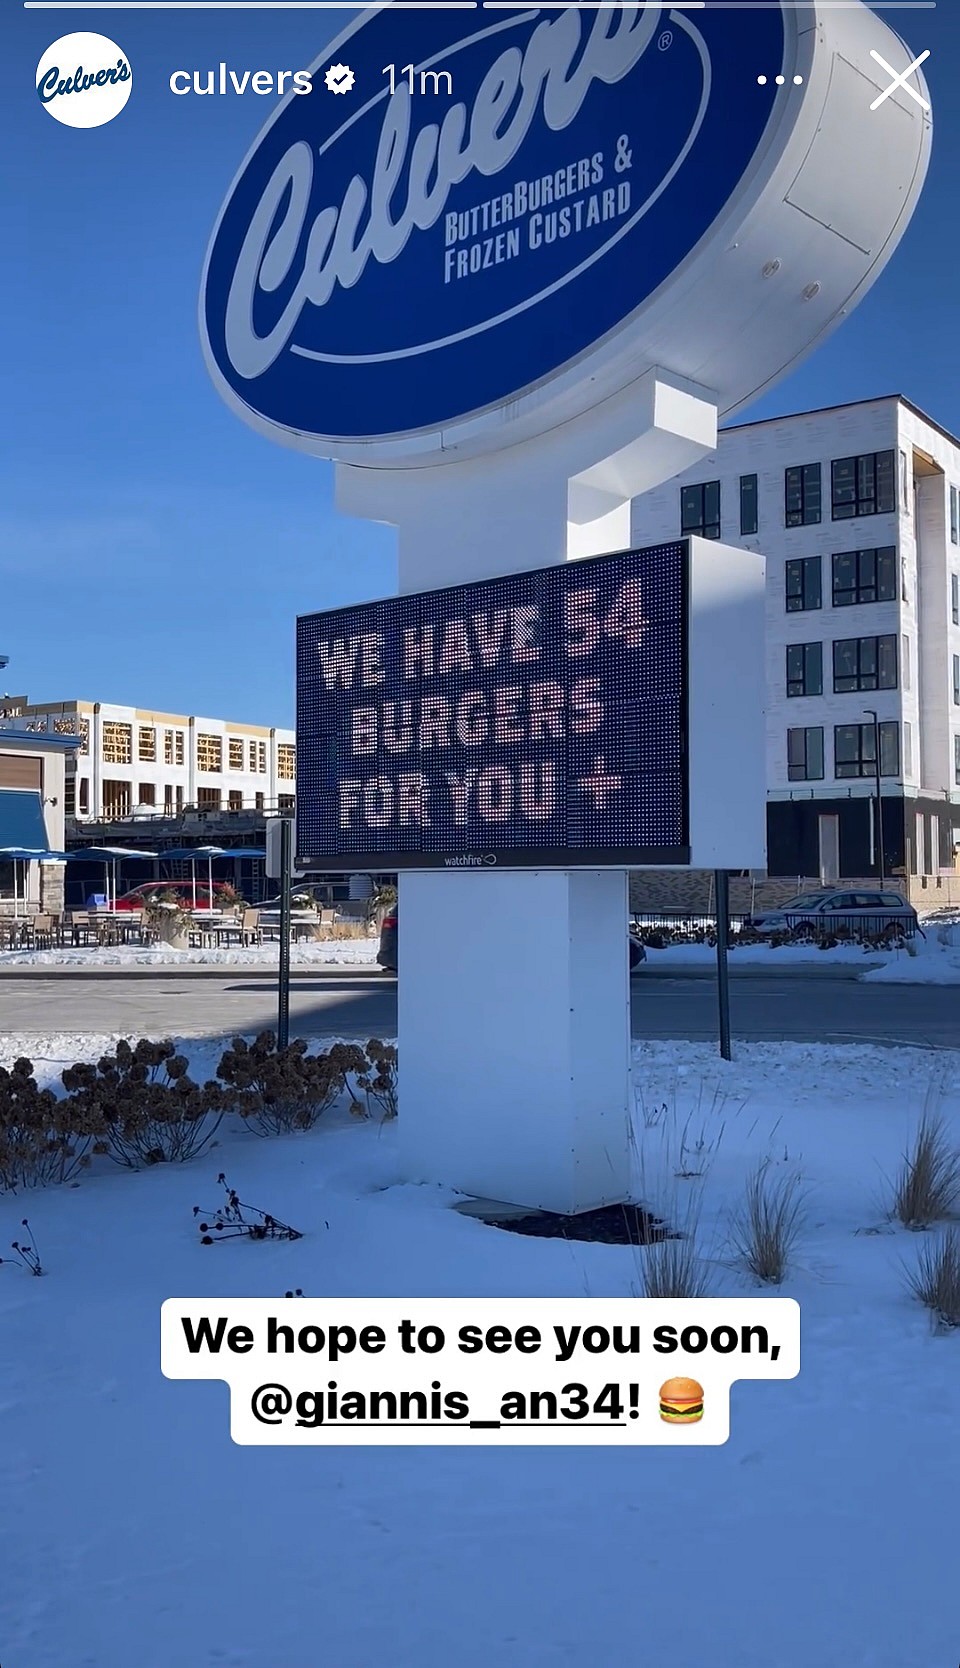 culvers 11m
Culver's
Culver's®
BUTTERBURGERS &
FROZEN CUSTARD
WE HAVE 54
BURGERS
FOR YOU +
watchfire
We hope to see you soon,
@giannis_an34! 🍔